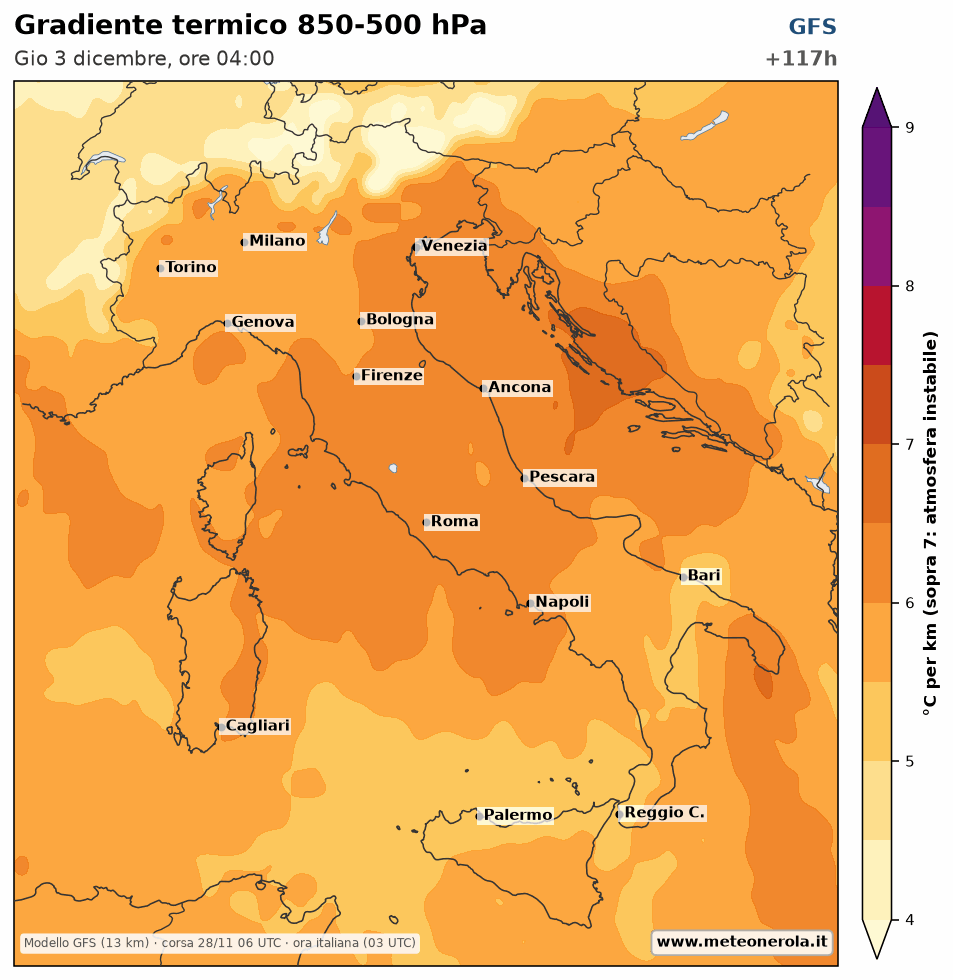 Gradiente termico 850-500 hPa
GFS
Gio 3 dicembre, ore 04:00
+117h
Milano
Venezia
Torino
Genova
Bologna
Firenze
Ancona
Pescara
Roma
Bari
Napoli
Cagliari
Palermo
Reggio C.
9
8
7
6
5
4
°C per km (sopra 7: atmosfera instabile)
Modello GFS (13 km) · corsa 28/11 06 UTC · ora italiana (03 UTC)
www.meteonerola.it